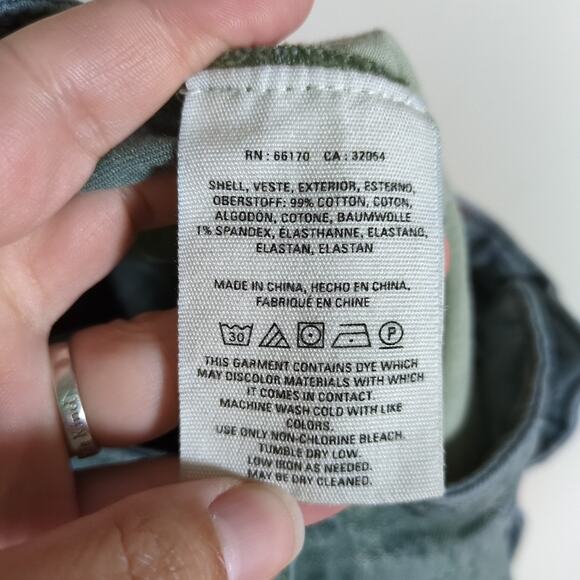 RN : 66170 CA : 32054
SHELL, VESTE, EXTERIOR, ESTERNO,
OBERSTOFF: 99% COTTON, COTON,
ALGODÓN, COTONE, BAUMWOLLE
1% SPANDEX, ÉLASTHANNE, ELASTANO,
ELASTAN, ELASTAN
MADE IN CHINA, HECHO EN CHINA,
FABRIQUÉ EN CHINE
30 P
THIS GARMENT CONTAINS DYE WHICH
MAY DISCOLOR MATERIALS WITH WHICH
IT COMES IN CONTACT.
MACHINE WASH COLD WITH LIKE
COLORS.
USE ONLY NON-CHLORINE BLEACH.
TUMBLE DRY LOW.
LOW IRON AS NEEDED.
MAY BE DRY CLEANED.